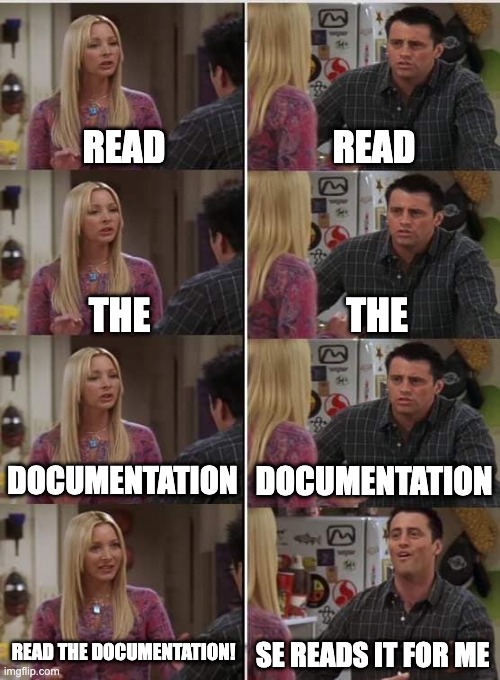 READ
READ
THE
THE
DOCUMENTATION
DOCUMENTATION
READ THE DOCUMENTATION!
SE READS IT FOR ME
imgflip.com